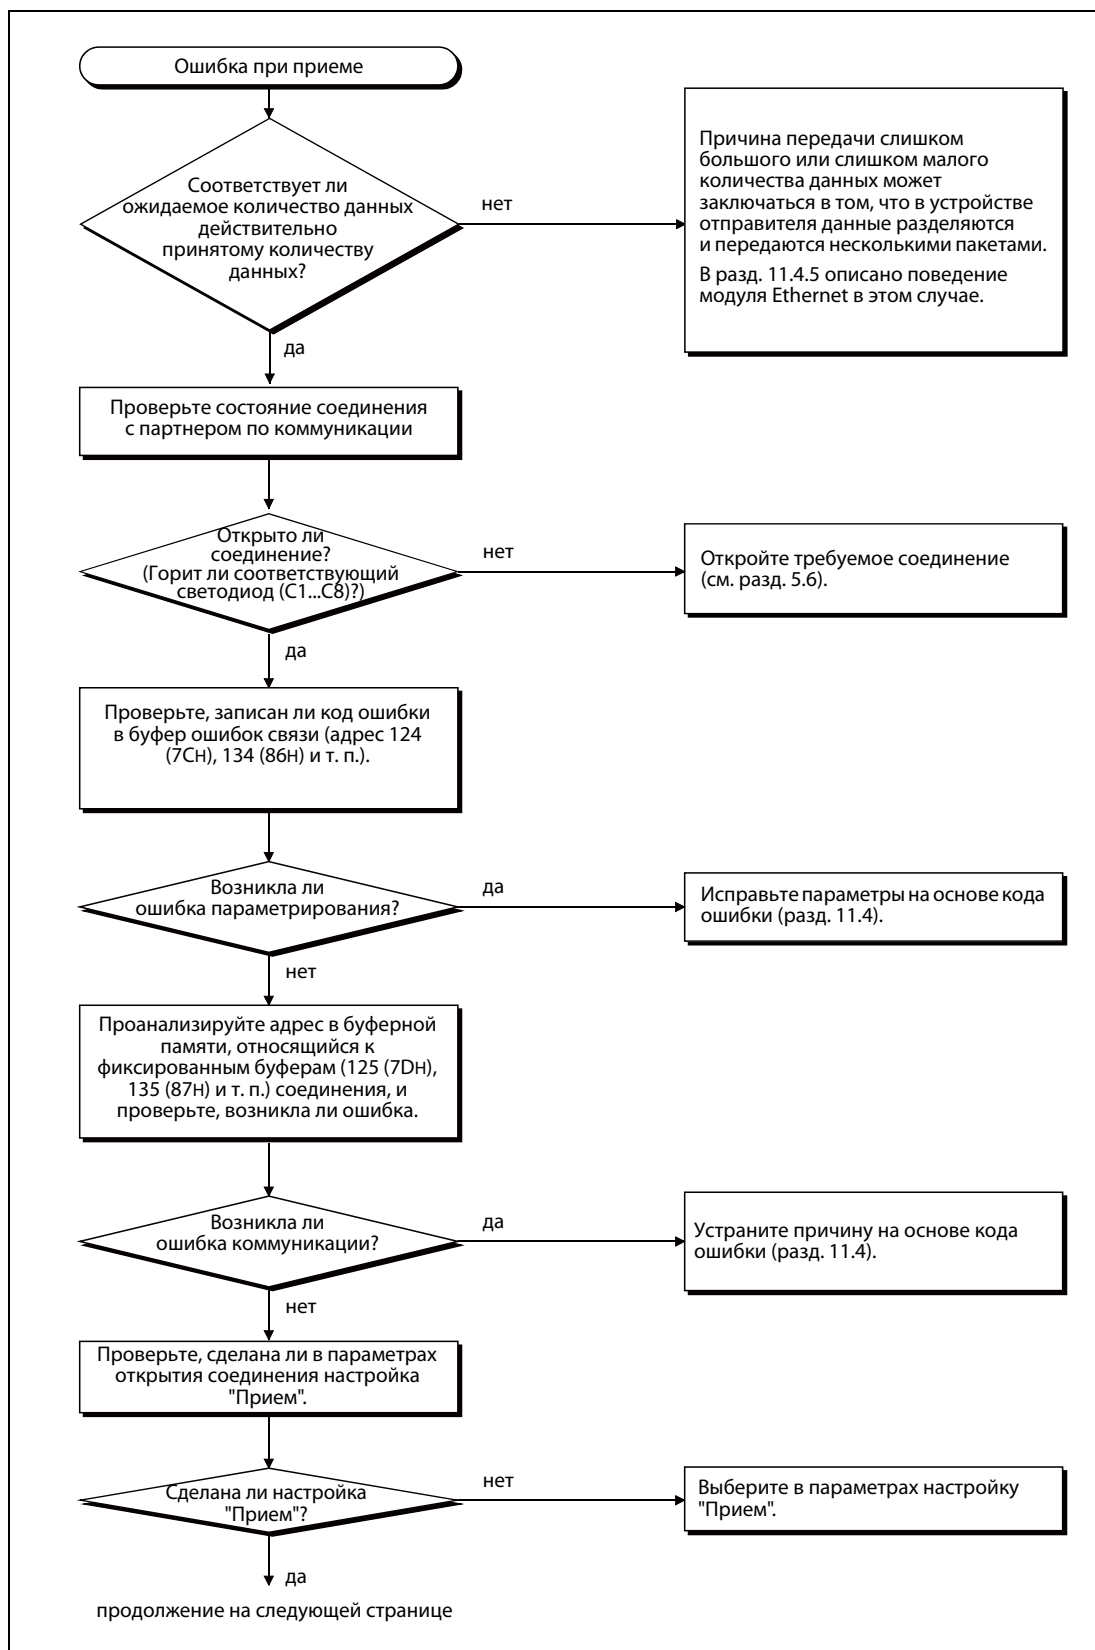 Ошибка при приеме
Соответствует ли
ожидаемое количество данных
действительно
принятому количеству
данных?
нет
Причина передачи слишком
большого или слишком малого
количества данных может
заключаться в том, что в устройстве
отправителя данные разделяются
и передаются несколькими пакетами.
В разд. 11.4.5 описано поведение
модуля Ethernet в этом случае.
да
Проверьте состояние соединения
с партнером по коммуникации
Открыто ли
соединение?
(Горит ли соответствующий
светодиод (C1...C8)?)
нет
Откройте требуемое соединение
(см. разд. 5.6).
да
Проверьте, записан ли код ошибки
в буфер ошибок связи (адрес 124
(7CH), 134 (86H) и т. п.).
Возникла ли
ошибка параметрирования?
да
Исправьте параметры на основе кода
ошибки (разд. 11.4).
нет
Проанализируйте адрес в буферной
памяти, относящийся к
фиксированным буферам (125 (7DH),
135 (87H) и т. п.) соединения, и
проверьте, возникла ли ошибка.
Возникла ли
ошибка коммуникации?
да
Устраните причину на основе кода
ошибки (разд. 11.4).
нет
Проверьте, сделана ли в параметрах
открытия соединения настройка
"Прием".
Сделана ли настройка
"Прием"?
нет
Выберите в параметрах настройку
"Прием".
да
продолжение на следующей странице